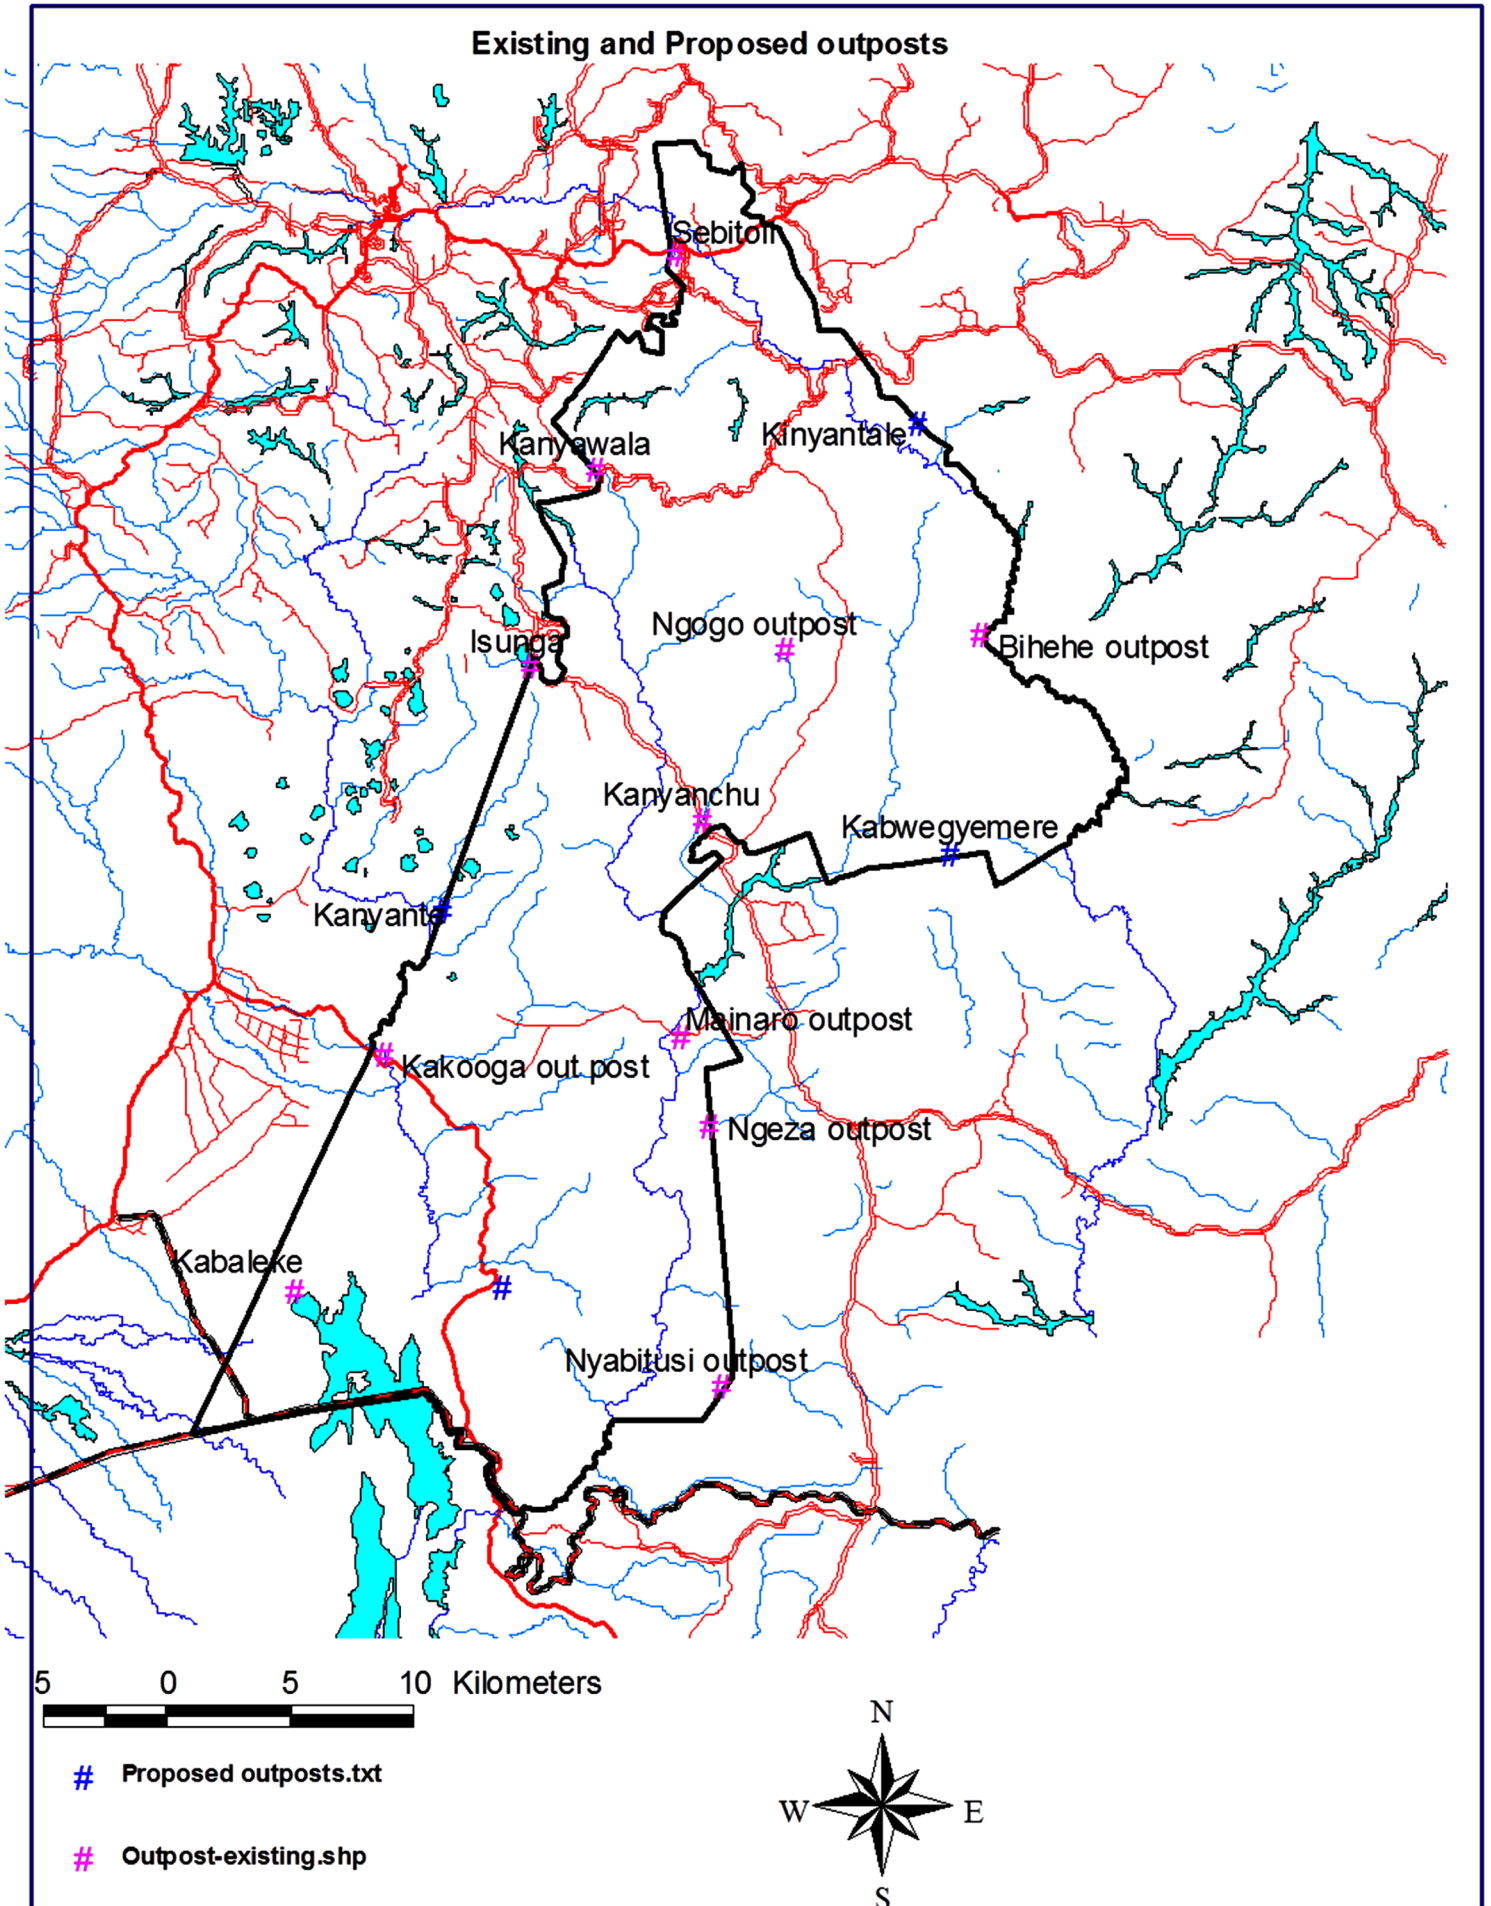 Existing and Proposed outposts
Sebitoli
Kanyawala
Kinyantale
Ngogo outpost
Isunga
Bihehe outpost
Kanyanchu
Kabwegyemere
Kanyante
Mainaro outpost
Kakooga out post
Ngeza outpost
Kabaleke
Nyabitusi outpost
5 0 5 10 Kilometers
# Proposed outposts.txt
# Outpost-existing.shp
N
W E
S